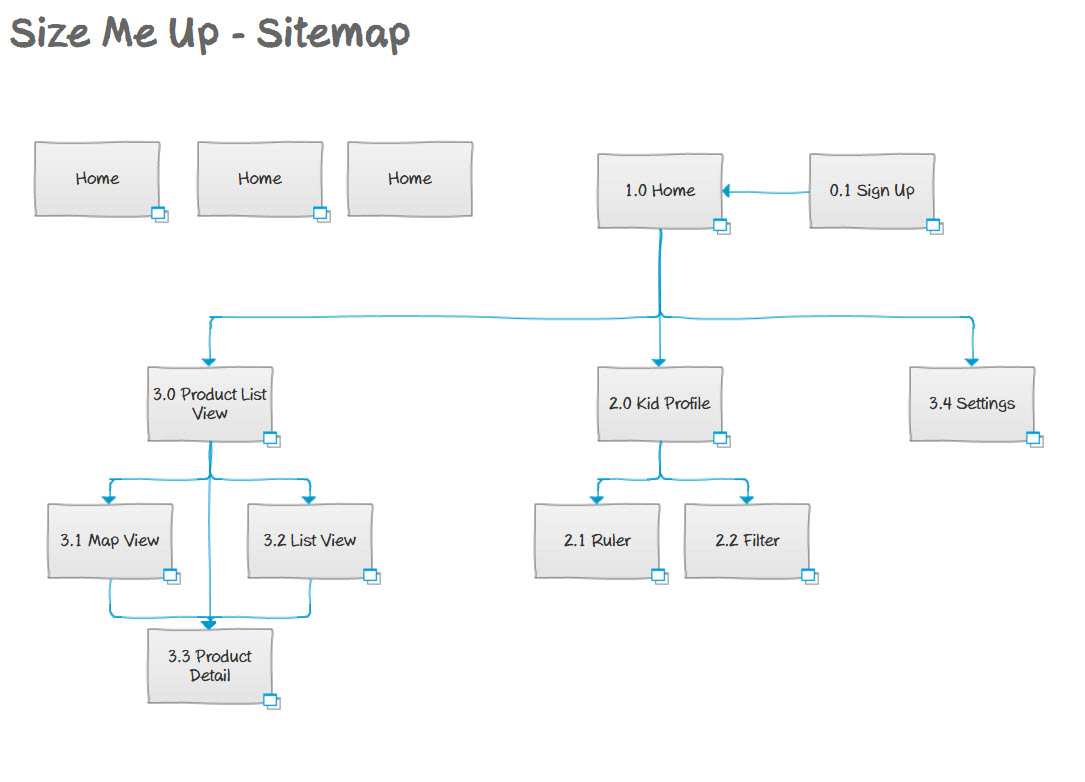 Size Me Up - Sitemap
Home
Home
Home
1.0 Home
0.1 Sign Up
3.0 Product List
View
2.0 Kid Profile
3.4 Settings
3.1 Map View
3.2 List View
2.1 Ruler
2.2 Filter
3.3 Product
Detail